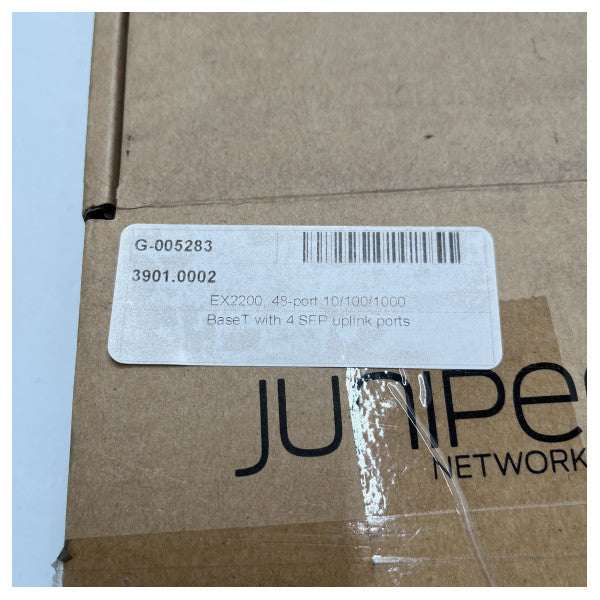 G-005283
3901.0002
EX2200, 48-port 10/100/1000
BaseT with 4 SFP uplink ports
JUNIPE
NETWORK